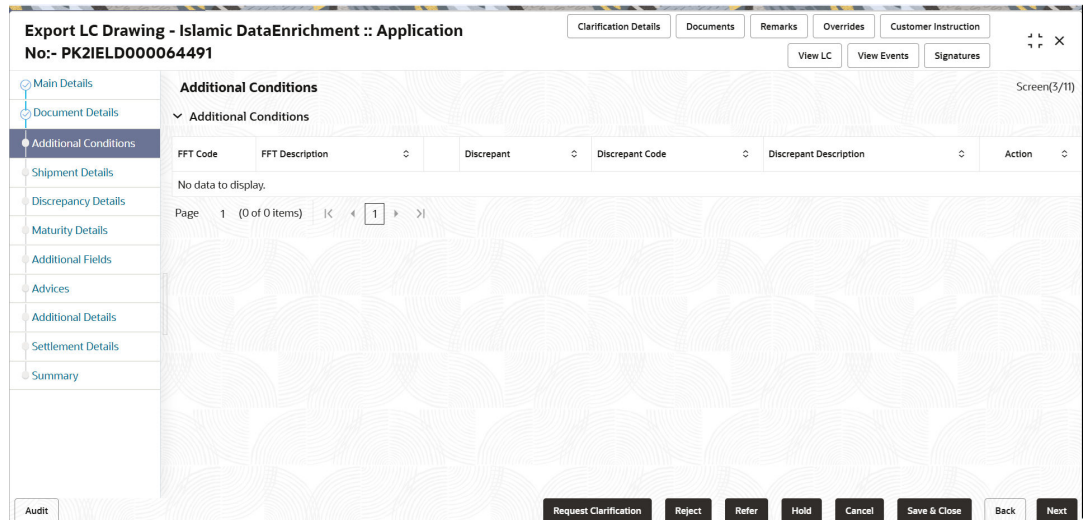 Export LC Drawing - Islamic DataEnrichment :: Application
No:- PK2IELD000064491
Clarification Details Documents Remarks Overrides Customer Instruction
View LC View Events Signatures
Main Details
Document Details
Additional Conditions
Shipment Details
Discrepancy Details
Maturity Details
Additional Fields
Advices
Additional Details
Settlement Details
Summary
Additional Conditions Screen(3/11)
Additional Conditions
FFT Code FFT Description Discrepant Discrepant Code Discrepant Description Action
No data to display.
Page 1 (0 of 0 items) 1
Audit Request Clarification Reject Refer Hold Cancel Save & Close Back Next